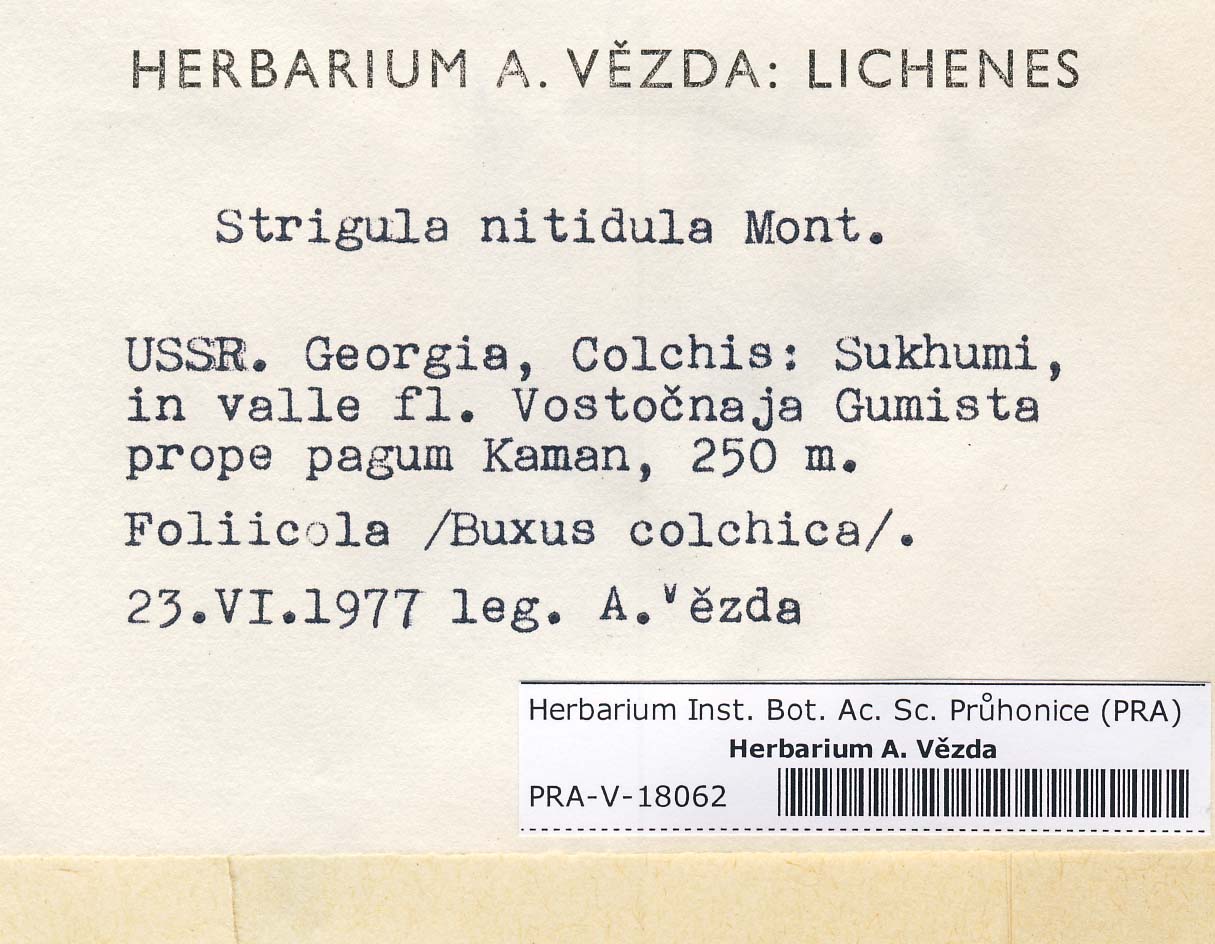 HERBARIUM A. VĚZDA: LICHENES
Strigula nitidula Mont.
USSR. Georgia, Colchis: Sukhumi,
in valle fl. Vostočnaja Gumista
prope pagum Kaman, 250 m.
Foliicola /Buxus colchica/.
23.VI.1977 leg. A.Vězda
Herbarium Inst. Bot. Ac. Sc. Průhonice (PRA)
Herbarium A. Vězda
PRA-V-18062